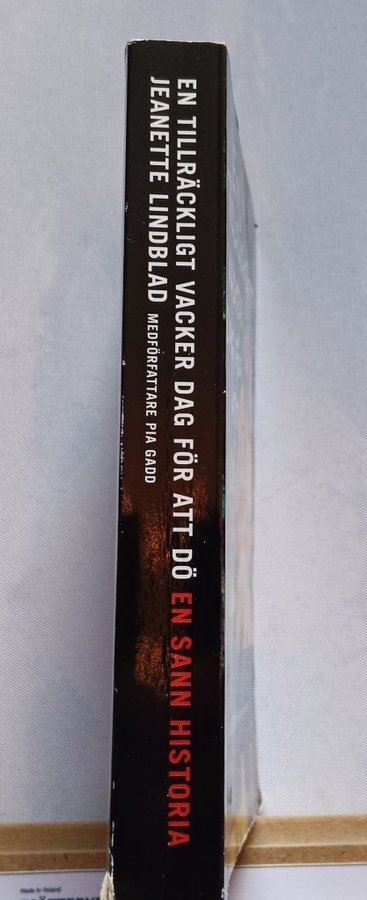 EN TILLRÄCKLIGT VACKER DAG FÖR ATT DÖ EN SANN HISTORIA
JEANETTE LINDBLAD MEDFÖRFATTARE PIA GADD
Made in Poland